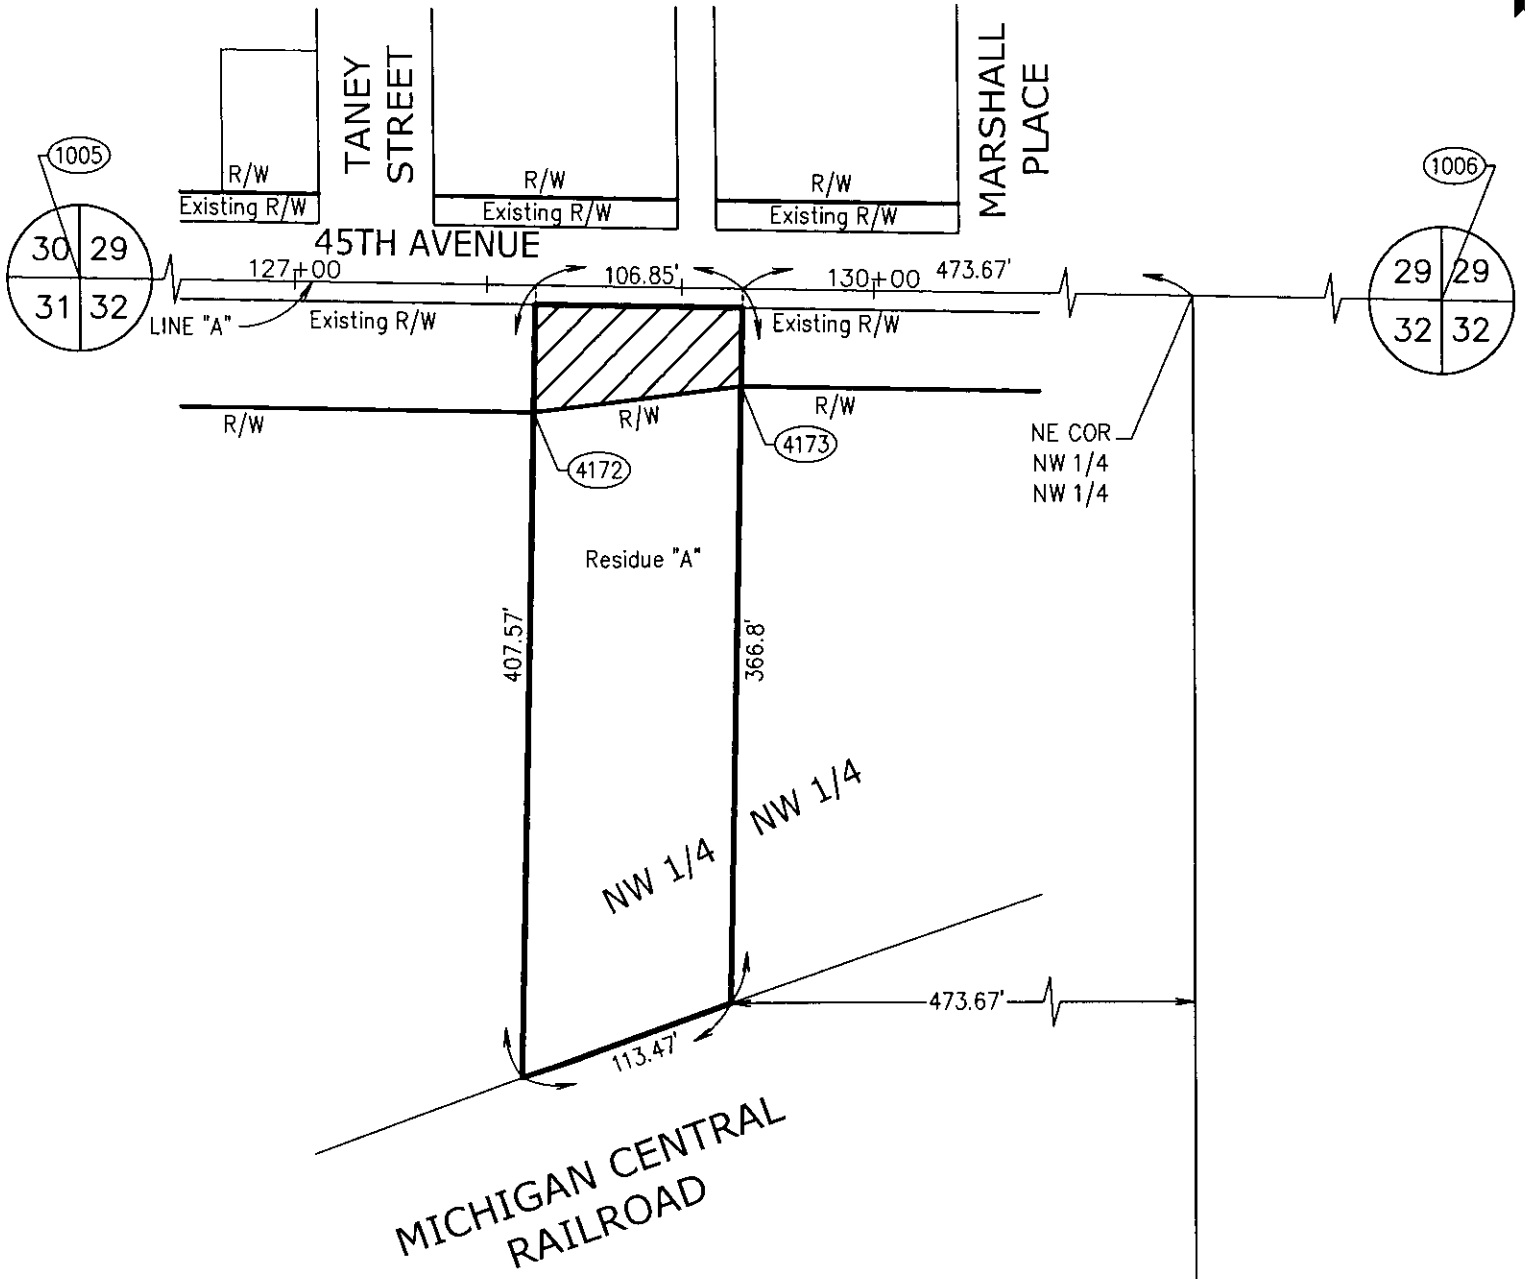 TANEY
STREET
MARSHALL
PLACE
1005
1006
R/W
R/W
R/W
Existing R/W
Existing R/W
Existing R/W
30 29
31 32
45TH AVENUE
127+00
106.85'
130+00
473.67'
29 29
32 32
LINE "A"
Existing R/W
Existing R/W
R/W
R/W
R/W
4172
4173
NE COR
NW 1/4
NW 1/4
Residue "A"
407.57'
366.8'
NW 1/4
NW 1/4
473.67'
113.47'
MICHIGAN CENTRAL
RAILROAD